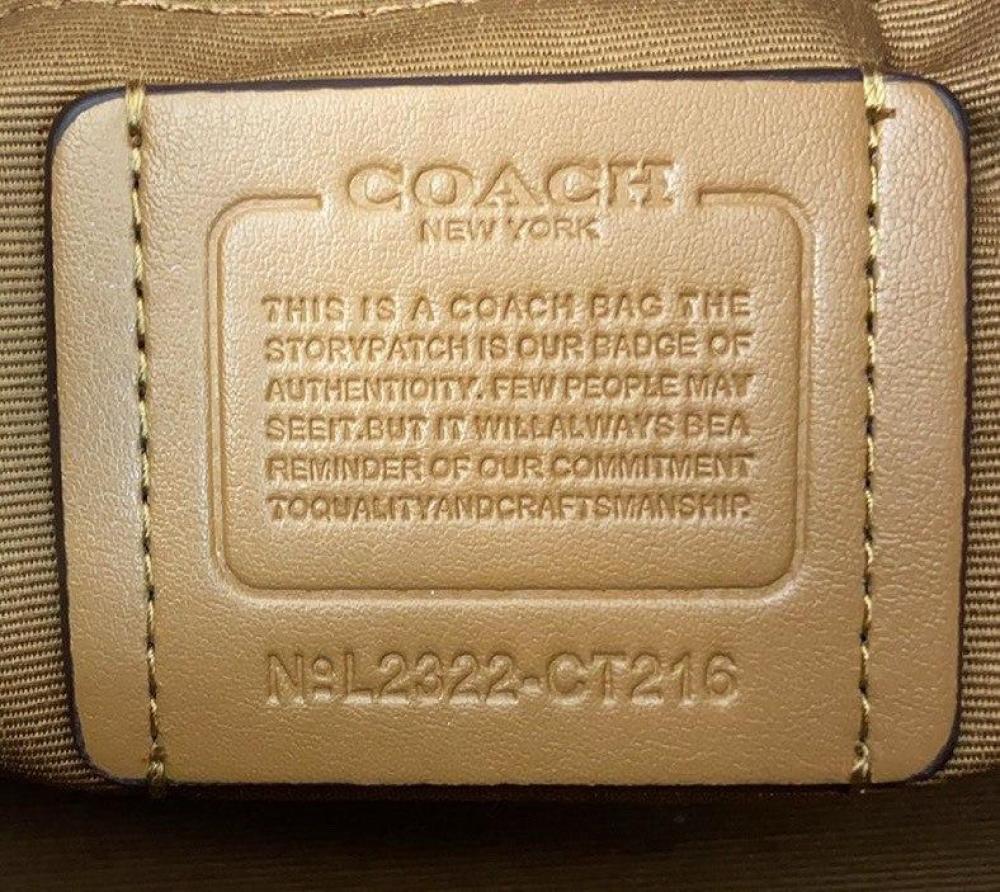 COACH
NEW YORK
THIS IS A COACH BAG THE
STORYPATCH IS OUR BADGE OF
AUTHENTIOITY. FEW PEOPLE MAY
SEEIT.BUT IT WILLALWAYS BEA
REMINDER OF OUR COMMITMENT
TOQUALITYANDCRAFTSMANSHIP.
№L2322-CT216